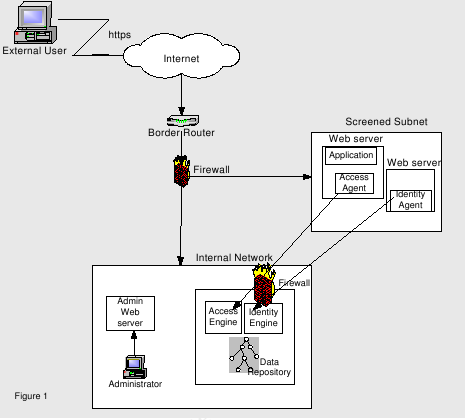 External User
https
Internet
Border Router
Firewall
Screened Subnet
Web server
Application
Access
Agent
Web server
Identity
Agent
Internal Network
Firewall
Admin
Web
server
Access
Engine
Identity
Engine
Data
Repository
Administrator
Figure 1